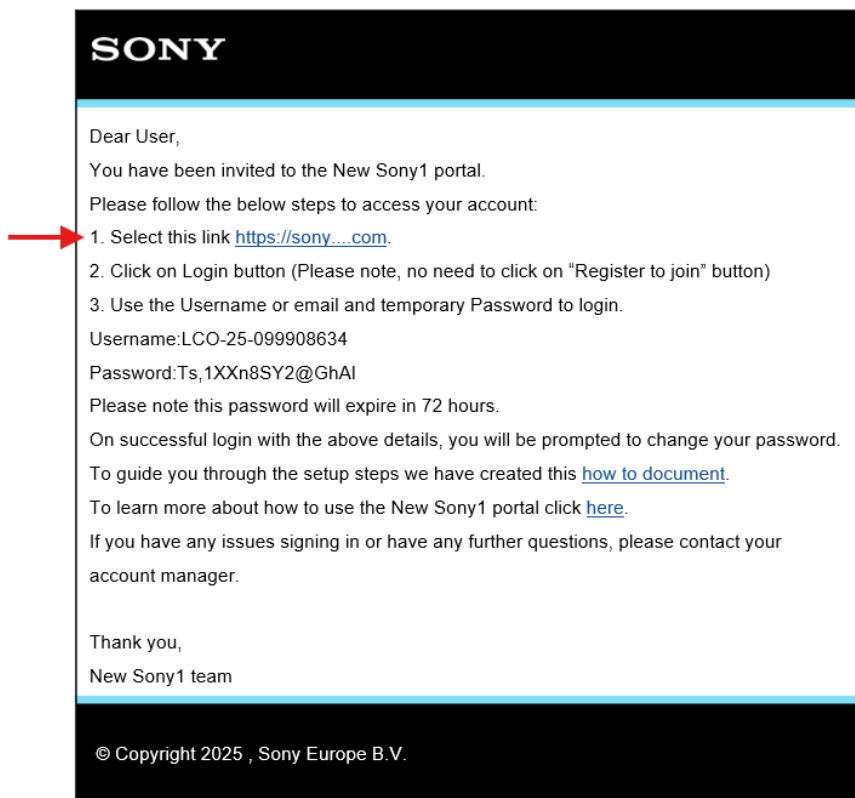 SONY
Dear User,
You have been invited to the New Sony1 portal.
Please follow the below steps to access your account:
1. Select this link https://sony....com.
2. Click on Login button (Please note, no need to click on “Register to join” button)
3. Use the Username or email and temporary Password to login.
Username:LCO-25-099908634
Password:Ts,1XXn8SY2@GhAI
Please note this password will expire in 72 hours.
On successful login with the above details, you will be prompted to change your password.
To guide you through the setup steps we have created this how to document.
To learn more about how to use the New Sony1 portal click here.
If you have any issues signing in or have any further questions, please contact your
account manager.
Thank you,
New Sony1 team
© Copyright 2025 , Sony Europe B.V.